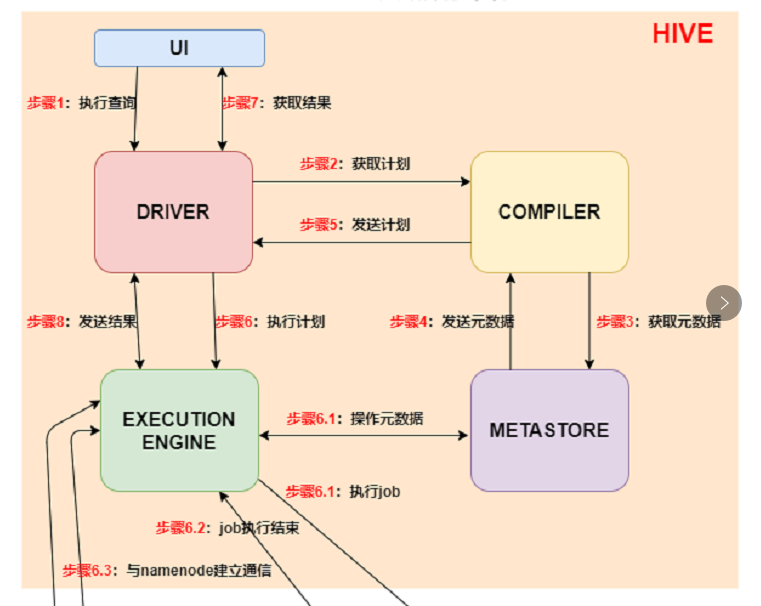 HIVE
UI
步骤1：执行查询
步骤7：获取结果
步骤2：获取计划
DRIVER
COMPILER
步骤5：发送计划
步骤8：发送结果
步骤6：执行计划
步骤4：发送元数据
步骤3：获取元数据
EXECUTION
ENGINE
步骤6.1：操作元数据
METASTORE
步骤6.1：执行job
步骤6.2：job执行结束
步骤6.3：与namenode建立通信